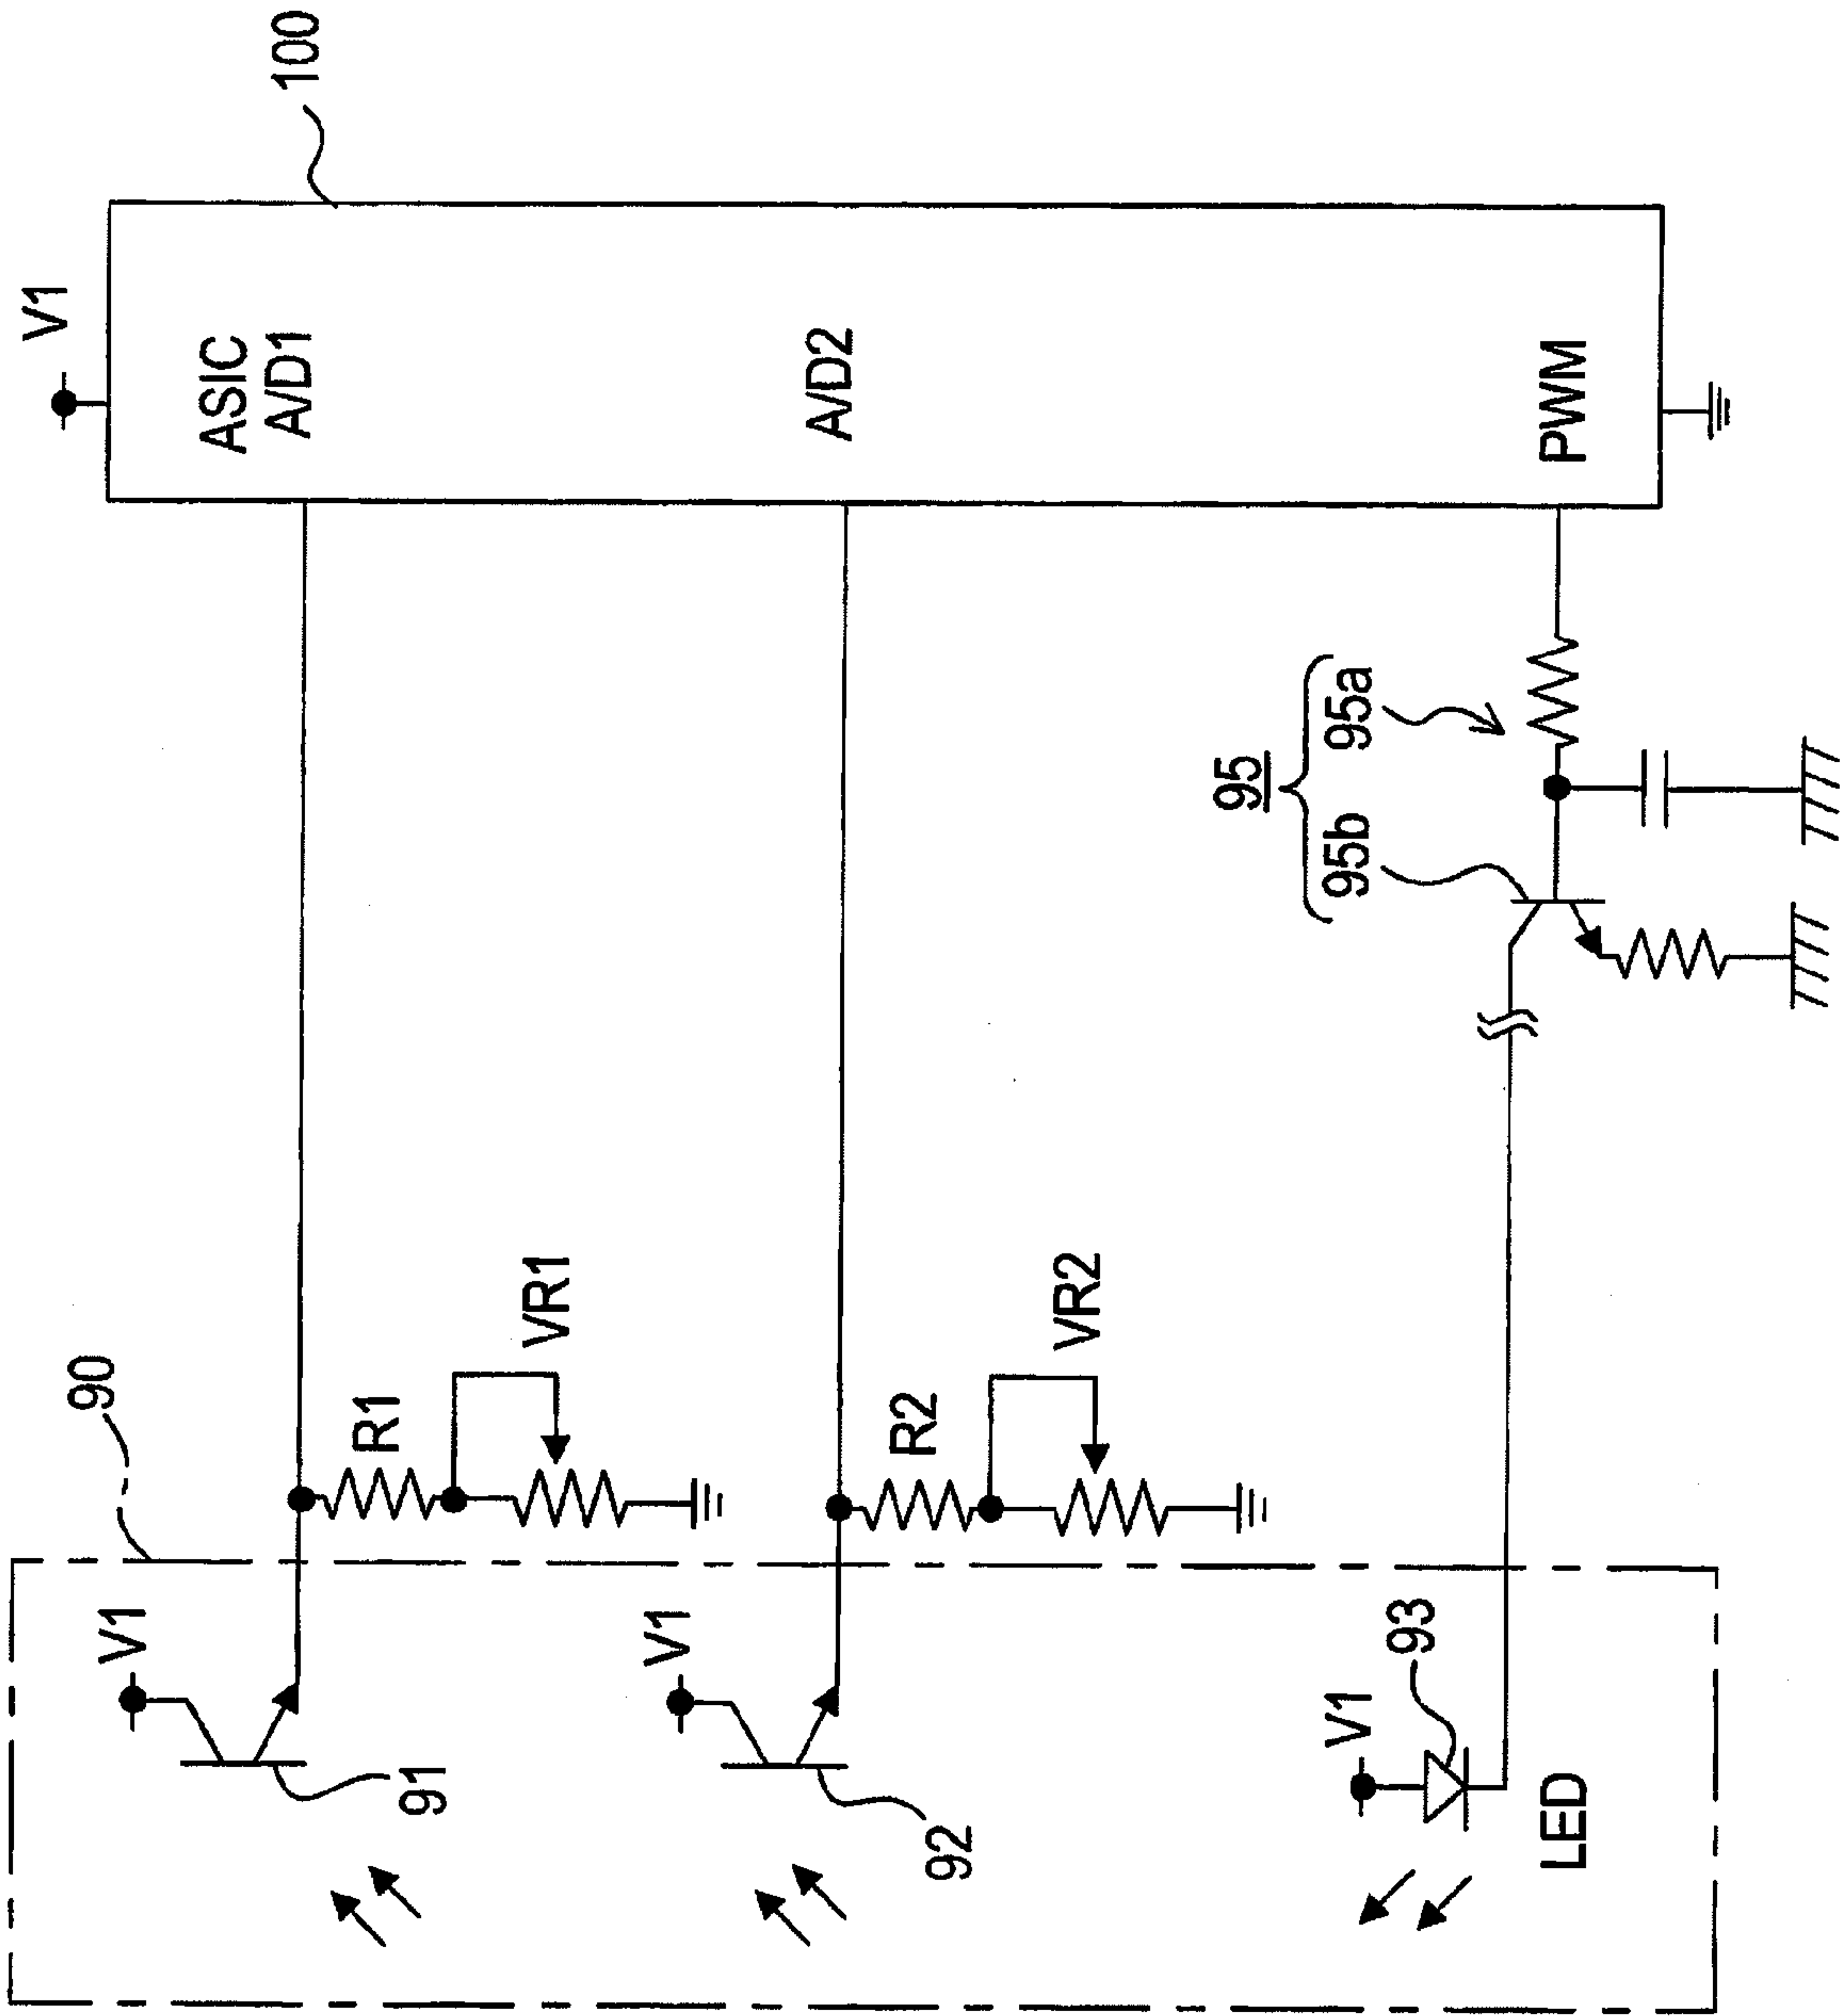 90
V1
91
R1
VR1
V1
92
R2
VR2
V1
93
LED
95
95b 95a
V1
ASIC
A/D1
A/D2
PWM
100